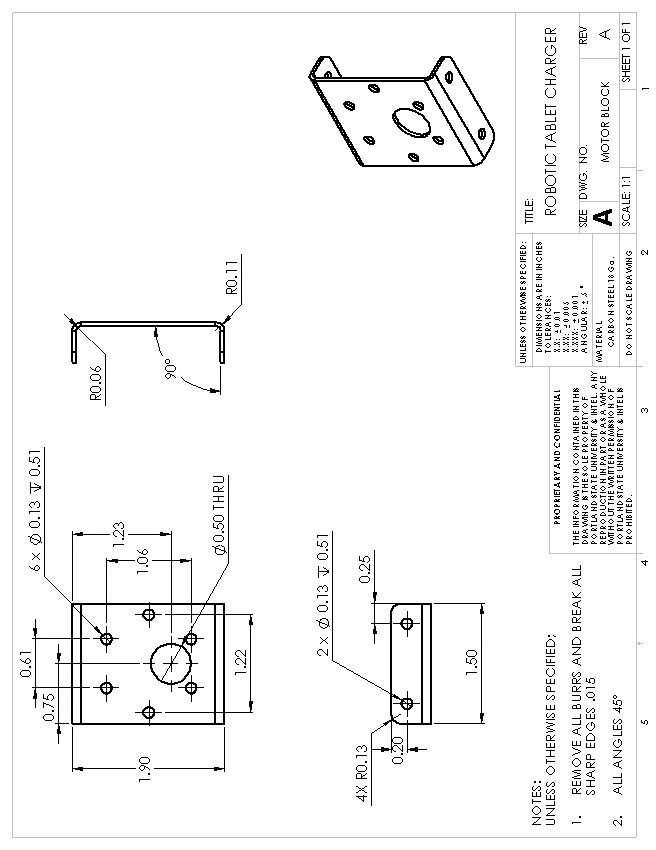 6 x Ø 0.13 ↧ 0.51
1.23
1.06
Ø0.50 THRU
0.61
0.75
1.22
1.90
R0.06
R0.11
90°
2 x Ø 0.13 ↧ 0.51
0.25
4X R0.13
0.20
1.50
NOTES:
UNLESS OTHERWISE SPECIFIED:
1. REMOVE ALL BURRS AND BREAK ALL
SHARP EDGES .015
2. ALL ANGLES 45°
PROPRIETARY AND CONFIDENTIAL
THE INFORMATION CONTAINED IN THIS
DRAWING IS THE SOLE PROPERTY OF
PORTLAND STATE UNIVERSITY & INTEL. ANY
REPRODUCTION IN PART OR AS A WHOLE
WITHOUT THE WRITTEN PERMISSION OF
PORTLAND STATE UNIVERSITY & INTEL IS
PROHIBITED.
UNLESS OTHERWISE SPECIFIED:
DIMENSIONS ARE IN INCHES
TOLERANCES:
X.X: ±0.01
X.XX: ±0.005
X.XXX: ±0.001
ANGULAR: ±.5°
MATERIAL
CARBON STEEL 18 Ga.
DO NOT SCALE DRAWING
TITLE:
ROBOTIC TABLET CHARGER
SIZE DWG. NO. REV
A MOTOR BLOCK A
SCALE: 1:1 SHEET 1 OF 1
5 4 3 2 1